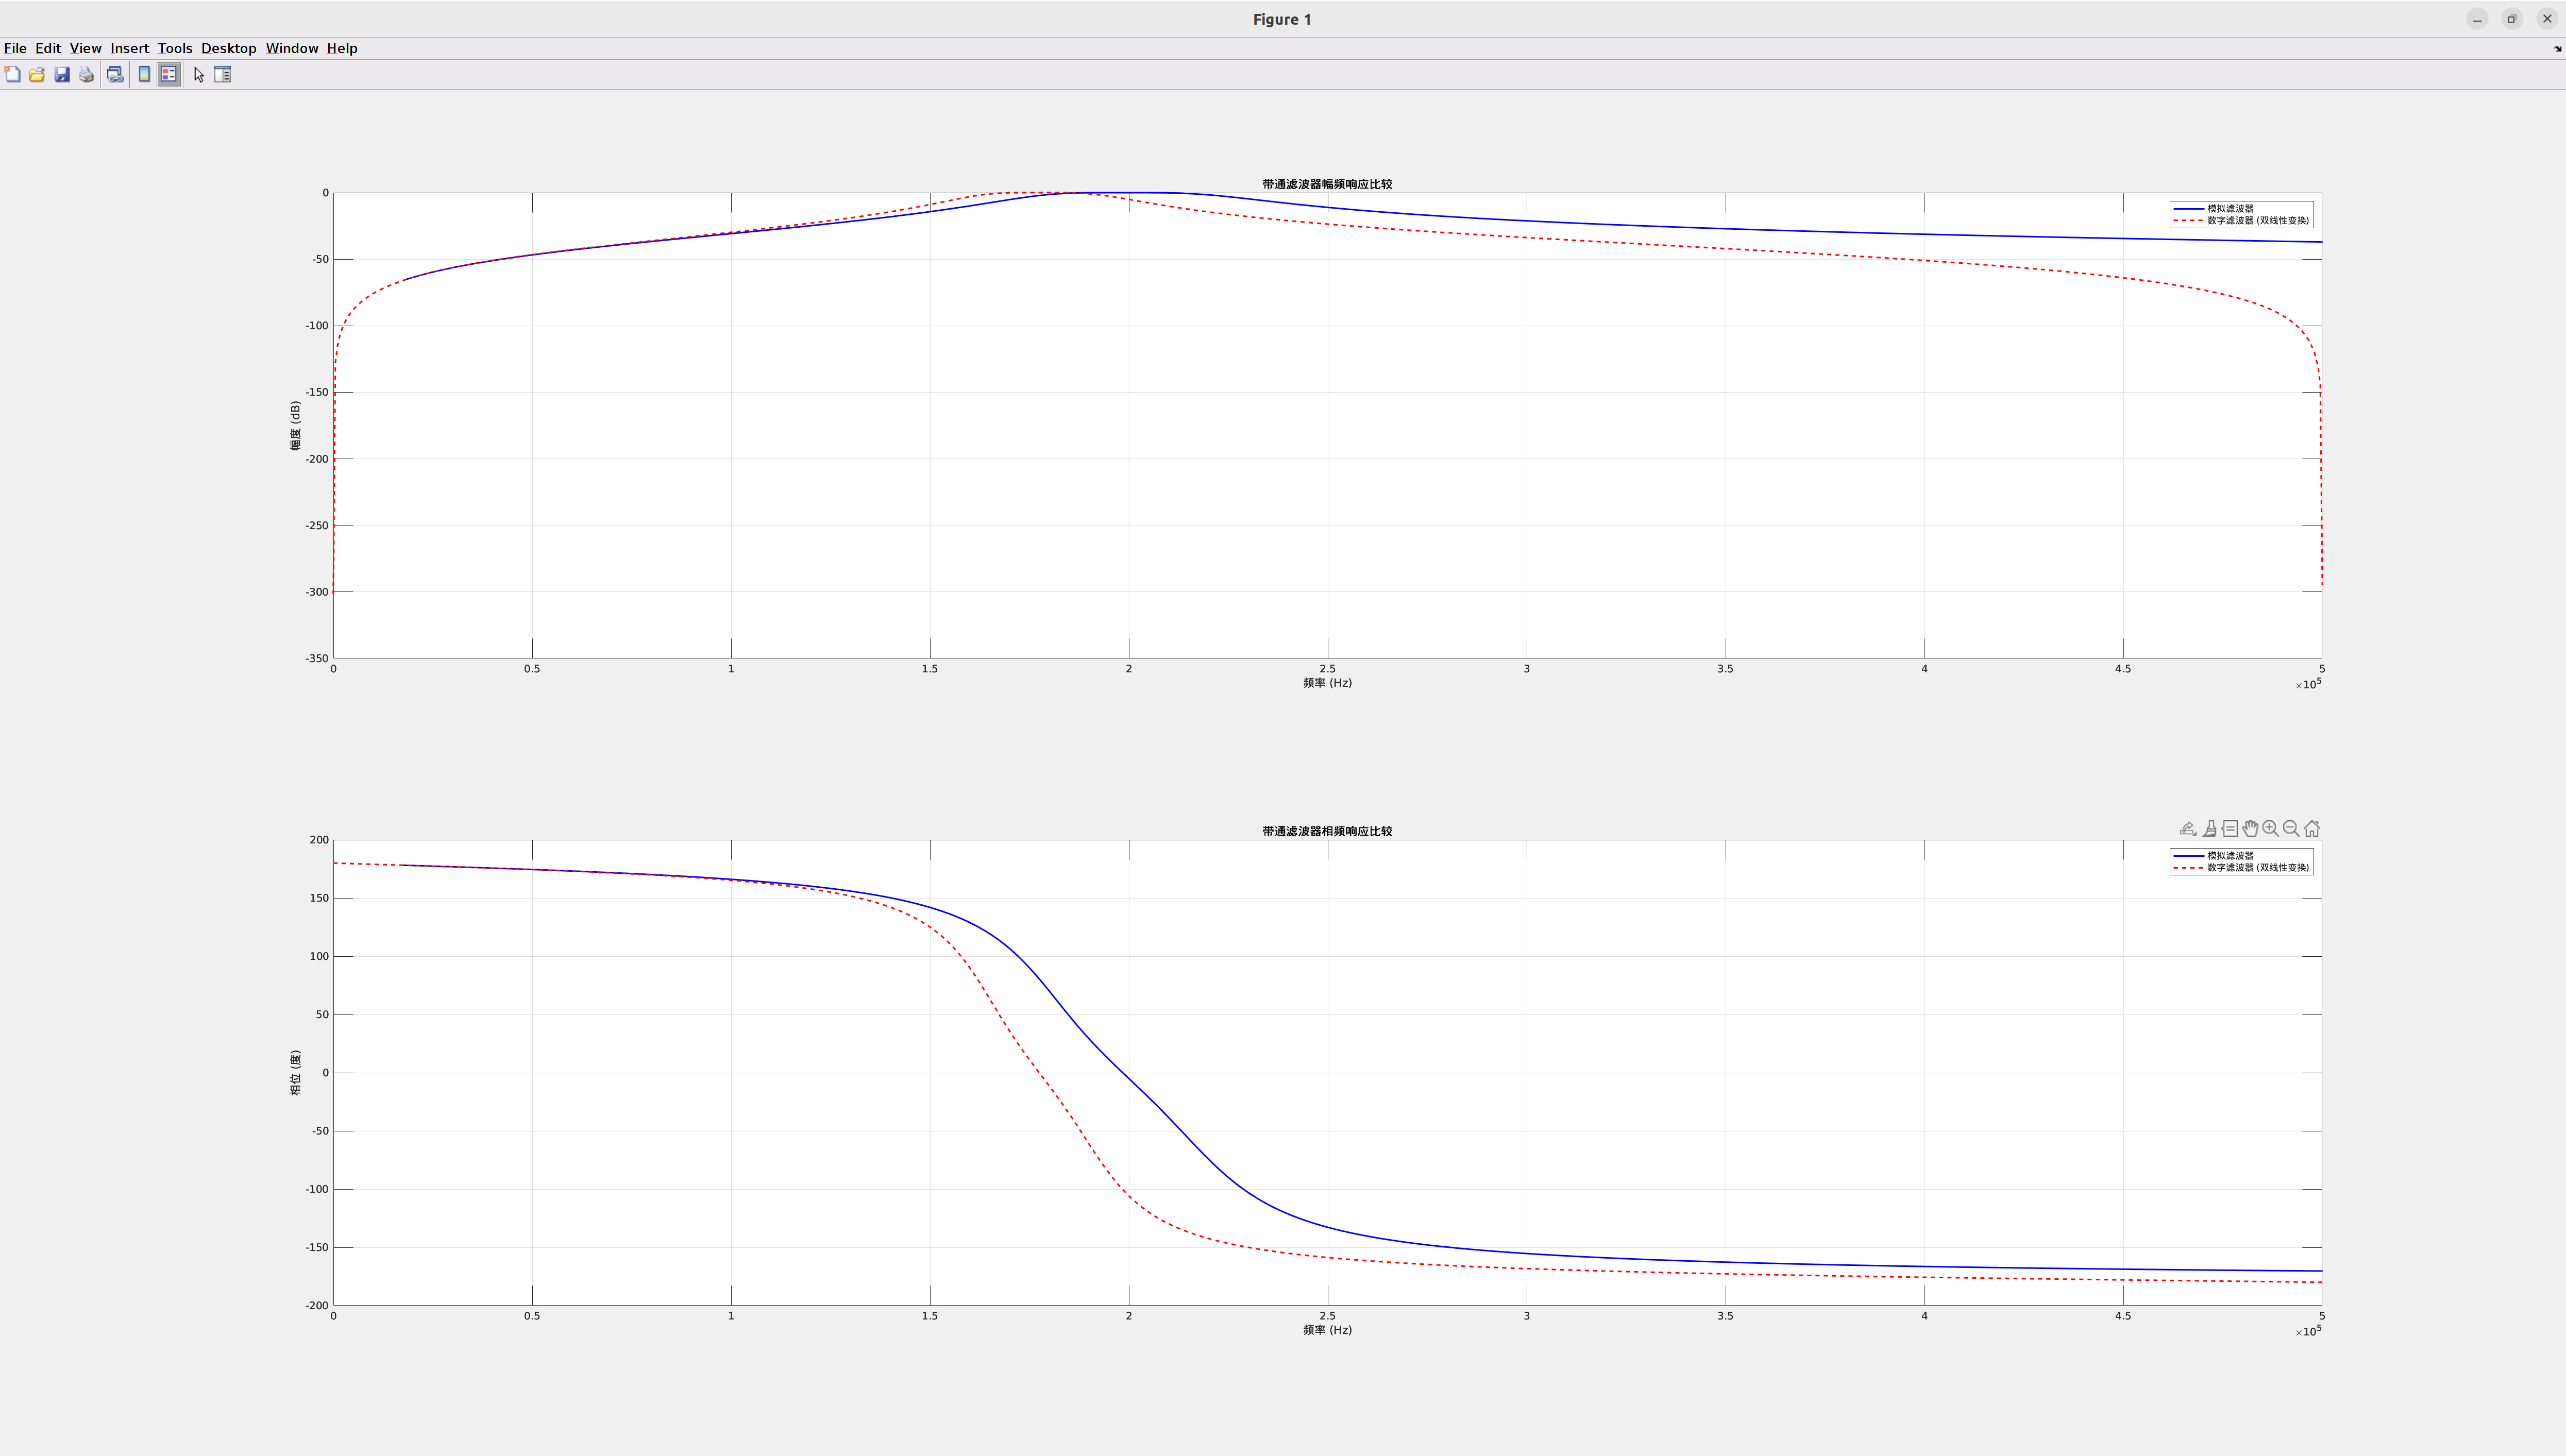 Figure 1
File Edit View Insert Tools Desktop Window Help
带通滤波器幅频响应比较
模拟滤波器
数字滤波器 (双线性变换)
幅度 (dB)
0
-50
-100
-150
-200
-250
-300
-350
0 0.5 1 1.5 2 2.5 3 3.5 4 4.5 5
频率 (Hz)
×10^5
带通滤波器相频响应比较
模拟滤波器
数字滤波器 (双线性变换)
相位 (度)
200
150
100
50
0
-50
-100
-150
-200
0 0.5 1 1.5 2 2.5 3 3.5 4 4.5 5
频率 (Hz)
×10^5